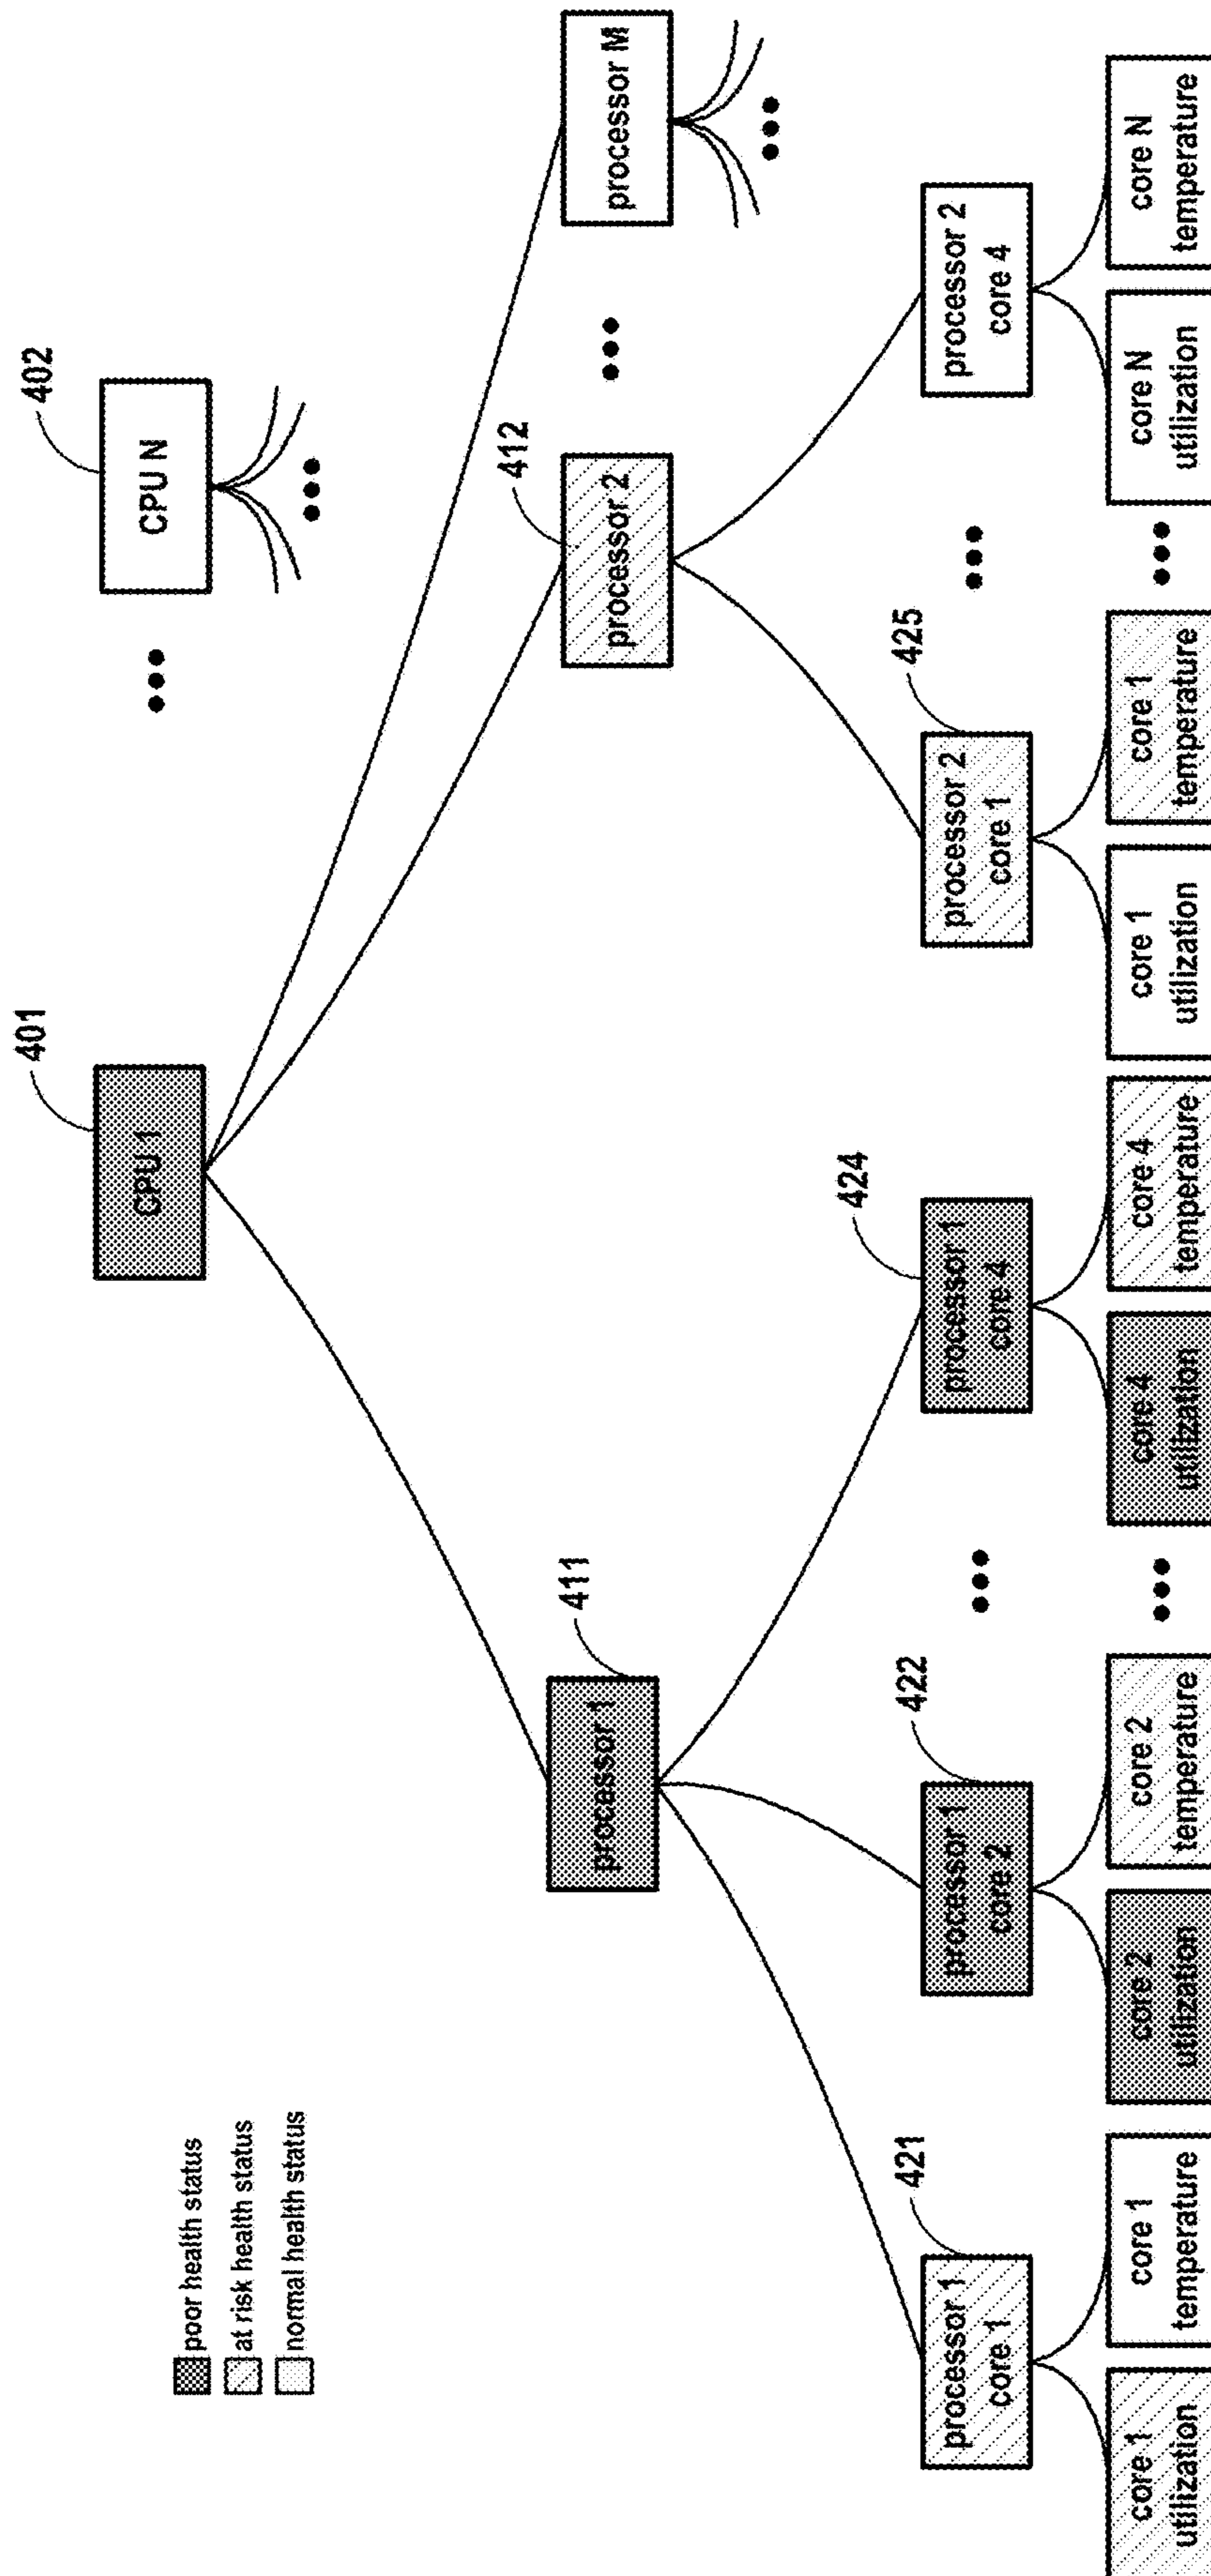 poor health status
at risk health status
normal health status
401
CPU 1
402
CPU N
411
processor 1
412
processor 2
processor M
421
processor 1
core 1
422
processor 1
core 2
424
processor 1
core 4
425
processor 2
core 1
processor 2
core 4
core 1
utilization
core 1
temperature
core 2
utilization
core 2
temperature
core 4
utilization
core 4
temperature
core 1
utilization
core 1
temperature
core N
utilization
core N
temperature